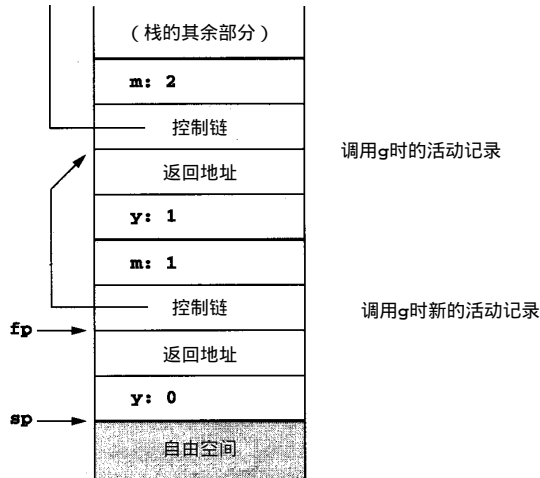 （栈的其余部分）
m: 2
控制链
调用g时的活动记录
返回地址
y: 1
m: 1
控制链
调用g时新的活动记录
fp
返回地址
y: 0
sp
自由空间